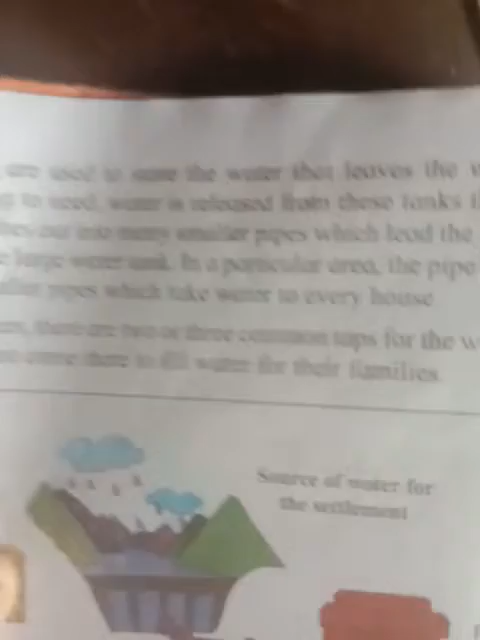 are used to store the water that leaves the
to need, water is released from these tanks
into many smaller pipes which lead the
large water tank. In a particular area, the pipe
pipes which take water to every house
there are two or three common taps for the
come there to fill water for their families.
Source of water for
the settlement